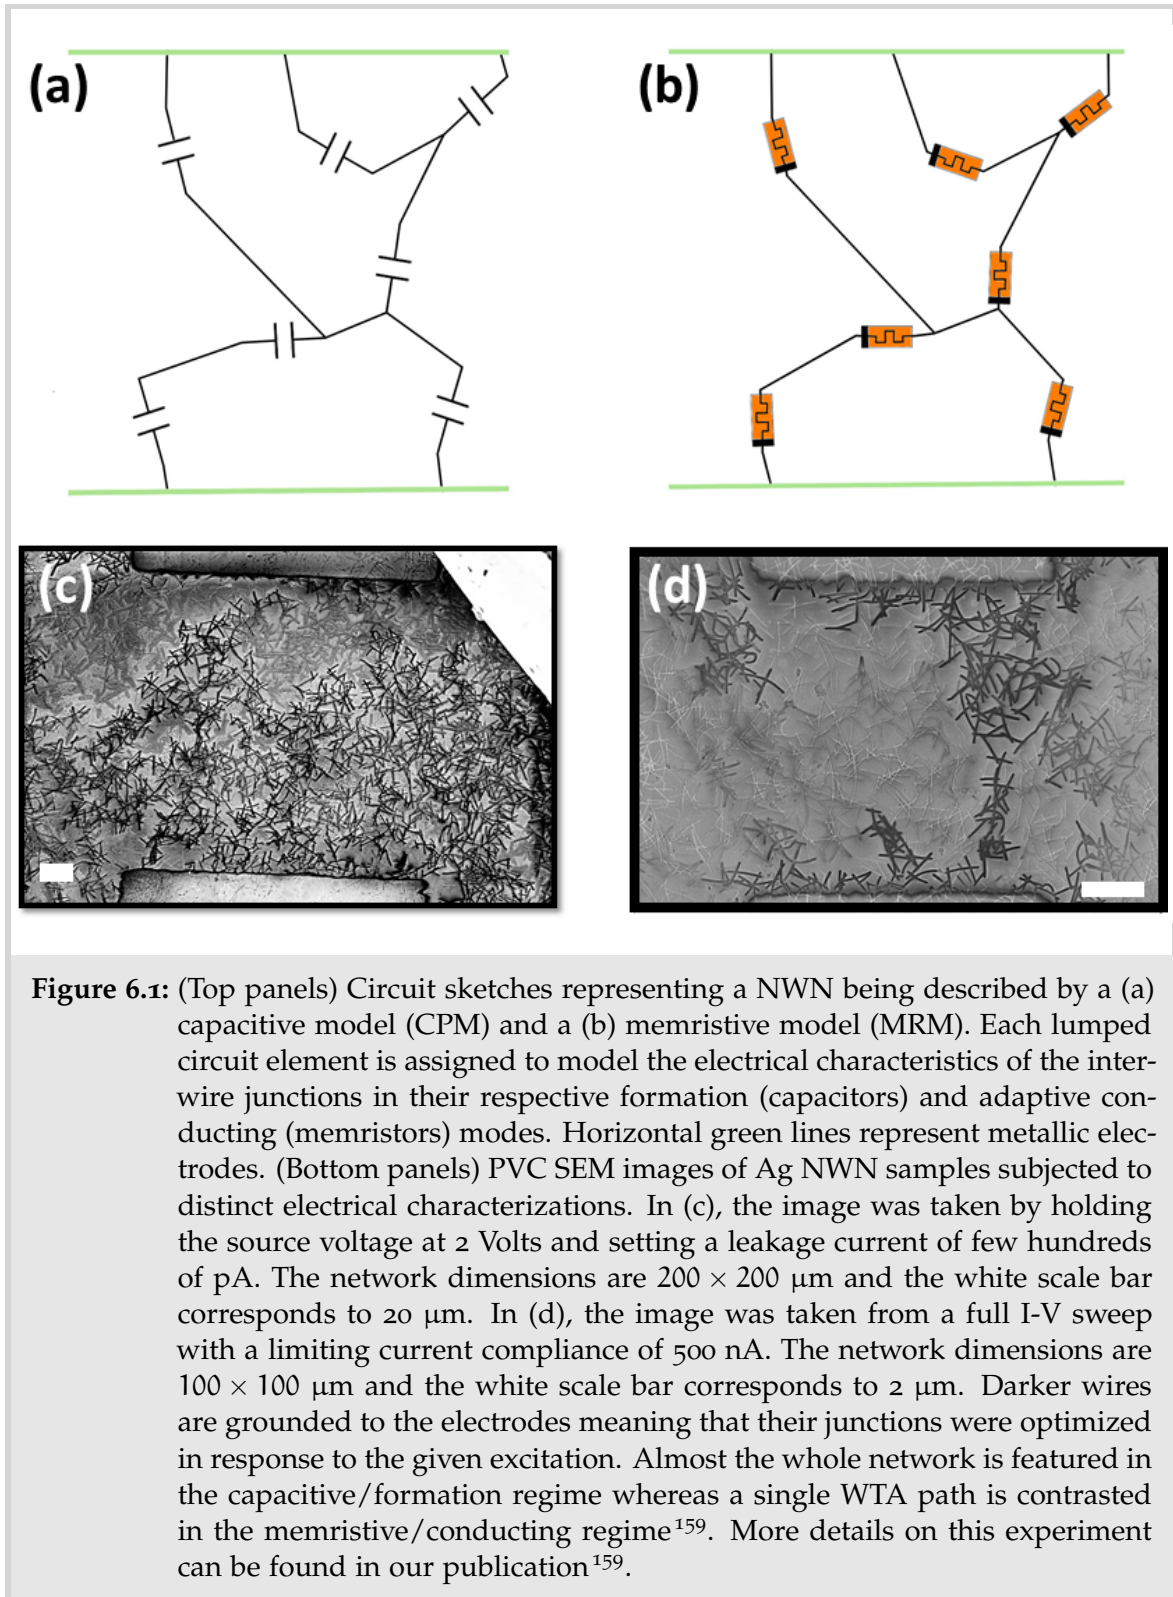 (a)
(b)
(c)
(d)
Figure 6.1: (Top panels) Circuit sketches representing a NWN being described by a (a)
capacitive model (CPM) and a (b) memristive model (MRM). Each lumped
circuit element is assigned to model the electrical characteristics of the inter-
wire junctions in their respective formation (capacitors) and adaptive con-
ducting (memristors) modes. Horizontal green lines represent metallic elec-
trodes. (Bottom panels) PVC SEM images of Ag NWN samples subjected to
distinct electrical characterizations. In (c), the image was taken by holding
the source voltage at 2 Volts and setting a leakage current of few hundreds
of pA. The network dimensions are 200 × 200 μm and the white scale bar
corresponds to 20 μm. In (d), the image was taken from a full I-V sweep
with a limiting current compliance of 500 nA. The network dimensions are
100 × 100 μm and the white scale bar corresponds to 2 μm. Darker wires
are grounded to the electrodes meaning that their junctions were optimized
in response to the given excitation. Almost the whole network is featured in
the capacitive/formation regime whereas a single WTA path is contrasted
in the memristive/conducting regime¹⁵⁹. More details on this experiment
can be found in our publication¹⁵⁹.